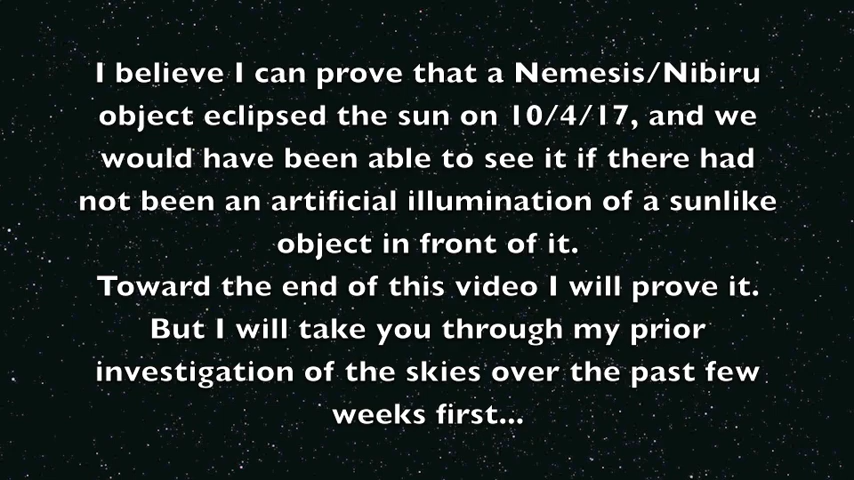 I believe I can prove that a Nemesis/Nibiru
object eclipsed the sun on 10/4/17, and we
would have been able to see it if there had
not been an artificial illumination of a sunlike
object in front of it.
Toward the end of this video I will prove it.
But I will take you through my prior
investigation of the skies over the past few
weeks first...